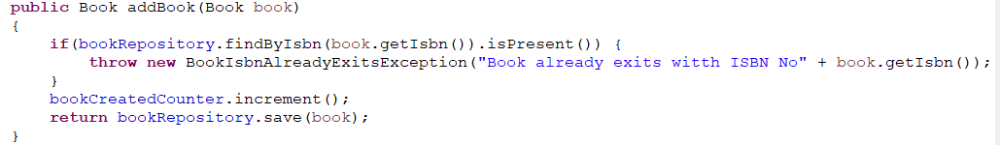 public Book addBook(Book book)
{
    if(bookRepository.findByIsbn(book.getIsbn()).isPresent()) {
        throw new BookIsbnAlreadyExitsException("Book already exits witth ISBN No" + book.getIsbn());
    }
    bookCreatedCounter.increment();
    return bookRepository.save(book);
}